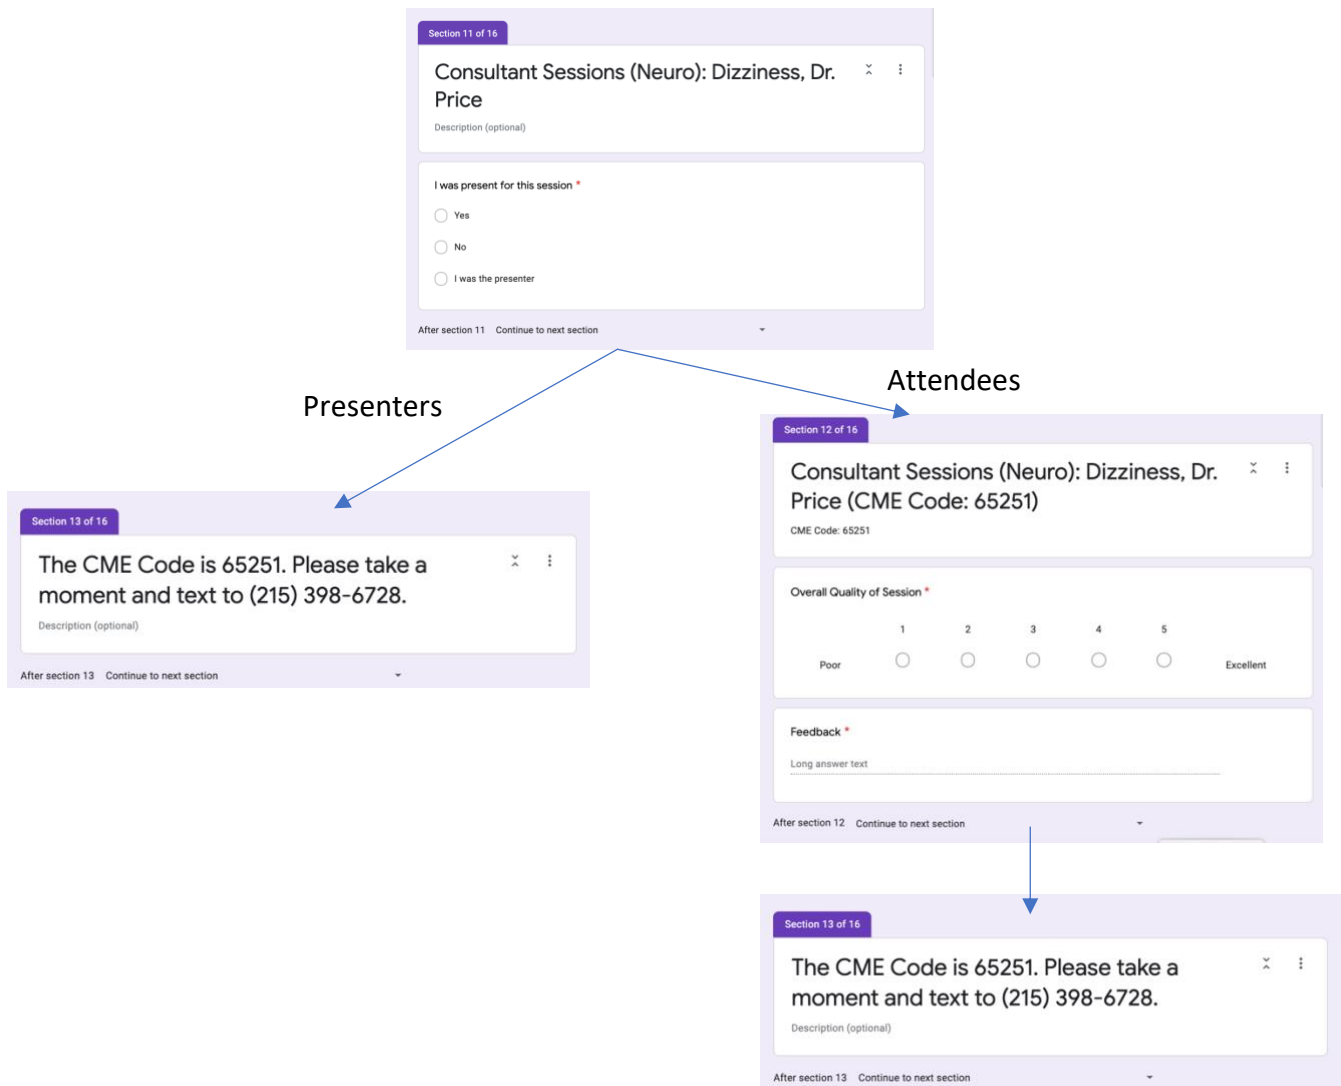 Section 11 of 16
Consultant Sessions (Neuro): Dizziness, Dr.
Price
Description (optional)
I was present for this session *
Yes
No
I was the presenter
After section 11 Continue to next section
Presenters
Attendees
Section 13 of 16
The CME Code is 65251. Please take a
moment and text to (215) 398-6728.
Description (optional)
After section 13 Continue to next section
Section 12 of 16
Consultant Sessions (Neuro): Dizziness, Dr.
Price (CME Code: 65251)
CME Code: 65251
Overall Quality of Session *
1 2 3 4 5
Poor Excellent
Feedback *
Long answer text
After section 12 Continue to next section
Section 13 of 16
The CME Code is 65251. Please take a
moment and text to (215) 398-6728.
Description (optional)
After section 13 Continue to next section